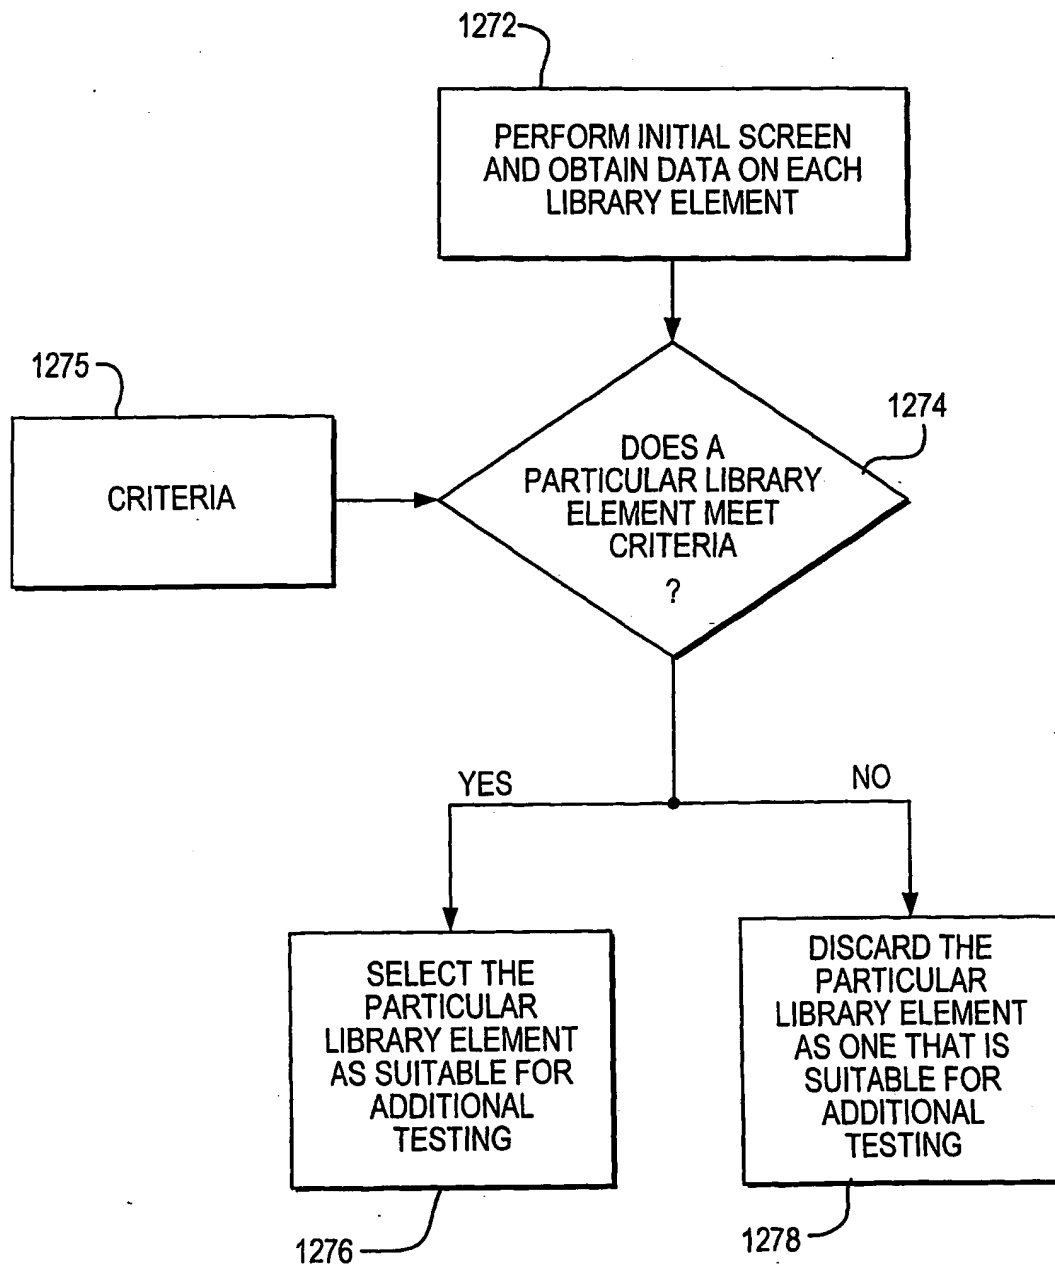 1272
PERFORM INITIAL SCREEN
AND OBTAIN DATA ON EACH
LIBRARY ELEMENT
1275
CRITERIA
1274
DOES A
PARTICULAR LIBRARY
ELEMENT MEET
CRITERIA
?
YES
NO
SELECT THE
PARTICULAR
LIBRARY ELEMENT
AS SUITABLE FOR
ADDITIONAL
TESTING
1276
DISCARD THE
PARTICULAR
LIBRARY ELEMENT
AS ONE THAT IS
SUITABLE FOR
ADDITIONAL
TESTING
1278